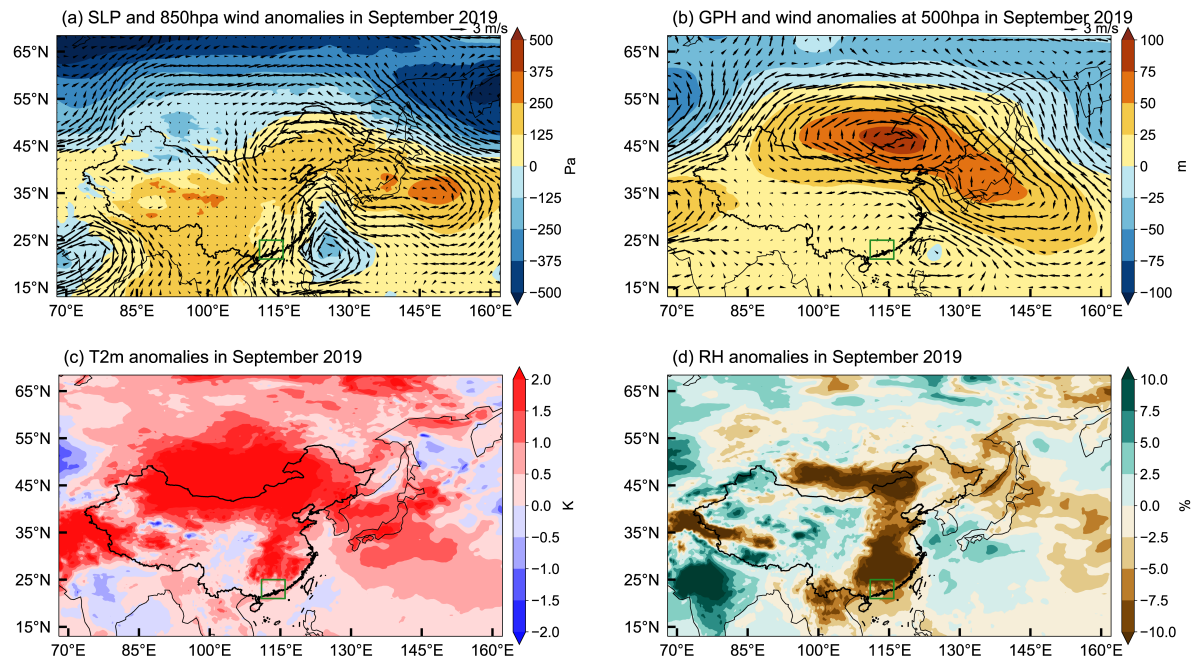 (a) SLP and 850hpa wind anomalies in September 2019
3 m/s
65°N
55°N
45°N
35°N
25°N
15°N
70°E
85°E
100°E
115°E
130°E
145°E
160°E
500
375
250
125
0
−125
−250
−375
−500
Pa
(b) GPH and wind anomalies at 500hpa in September 2019
3 m/s
65°N
55°N
45°N
35°N
25°N
15°N
70°E
85°E
100°E
115°E
130°E
145°E
160°E
100
75
50
25
0
−25
−50
−75
−100
m
(c) T2m anomalies in September 2019
65°N
55°N
45°N
35°N
25°N
15°N
70°E
85°E
100°E
115°E
130°E
145°E
160°E
2.0
1.5
1.0
0.5
0.0
−0.5
−1.0
−1.5
−2.0
K
(d) RH anomalies in September 2019
65°N
55°N
45°N
35°N
25°N
15°N
70°E
85°E
100°E
115°E
130°E
145°E
160°E
10.0
7.5
5.0
2.5
0.0
−2.5
−5.0
−7.5
−10.0
%